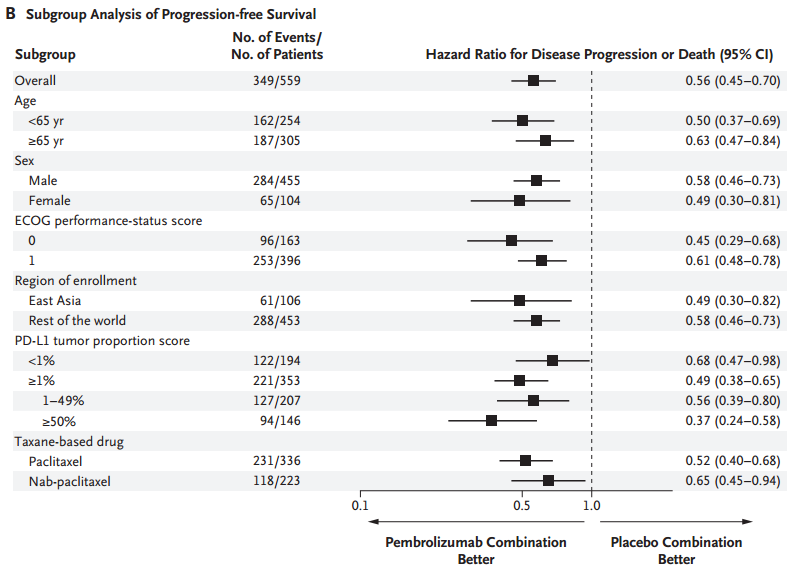 B Subgroup Analysis of Progression-free Survival
Subgroup No. of Events/ No. of Patients Hazard Ratio for Disease Progression or Death (95% CI)
Overall 349/559 0.56 (0.45–0.70)
Age
<65 yr 162/254 0.50 (0.37–0.69)
≥65 yr 187/305 0.63 (0.47–0.84)
Sex
Male 284/455 0.58 (0.46–0.73)
Female 65/104 0.49 (0.30–0.81)
ECOG performance-status score
0 96/163 0.45 (0.29–0.68)
1 253/396 0.61 (0.48–0.78)
Region of enrollment
East Asia 61/106 0.49 (0.30–0.82)
Rest of the world 288/453 0.58 (0.46–0.73)
PD-L1 tumor proportion score
<1% 122/194 0.68 (0.47–0.98)
≥1% 221/353 0.49 (0.38–0.65)
1–49% 127/207 0.56 (0.39–0.80)
≥50% 94/146 0.37 (0.24–0.58)
Taxane-based drug
Paclitaxel 231/336 0.52 (0.40–0.68)
Nab-paclitaxel 118/223 0.65 (0.45–0.94)
0.1 0.5 1.0
Pembrolizumab Combination Better
Placebo Combination Better